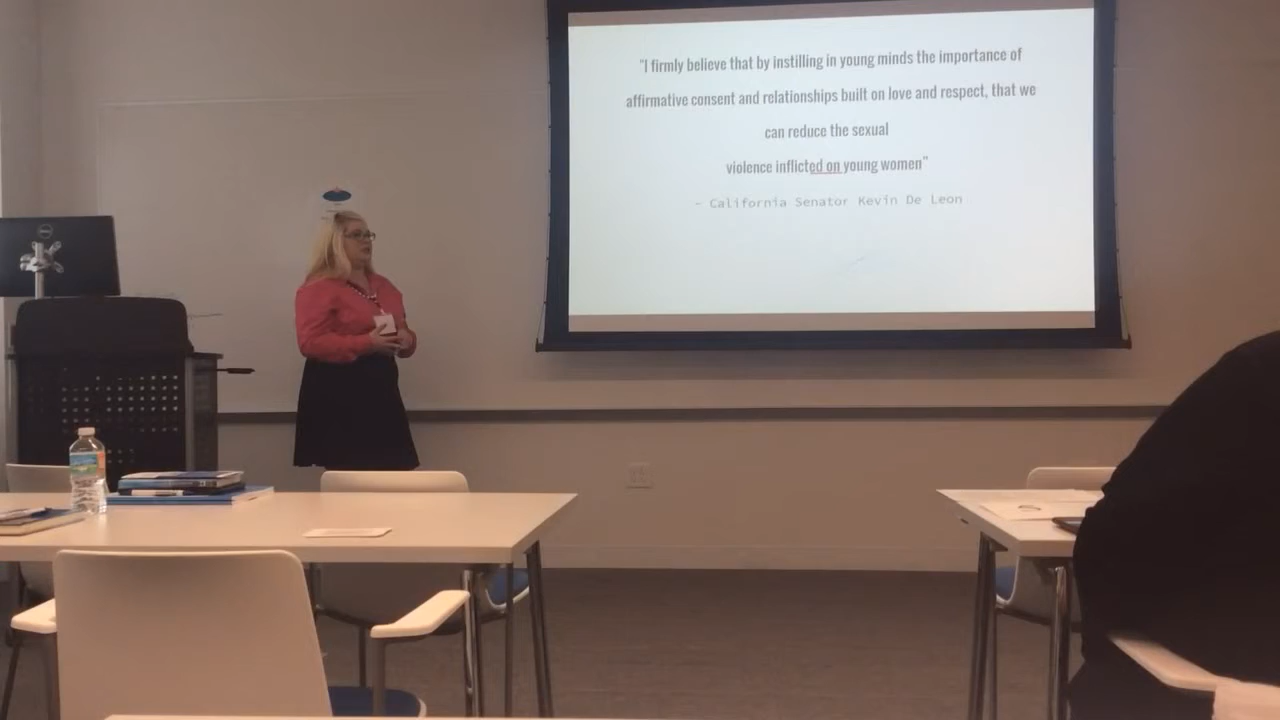 "I firmly believe that by instilling in young minds the importance of
affirmative consent and relationships built on love and respect, that we
can reduce the sexual
violence inflicted on young women"
- California Senator Kevin De Leon
DELL